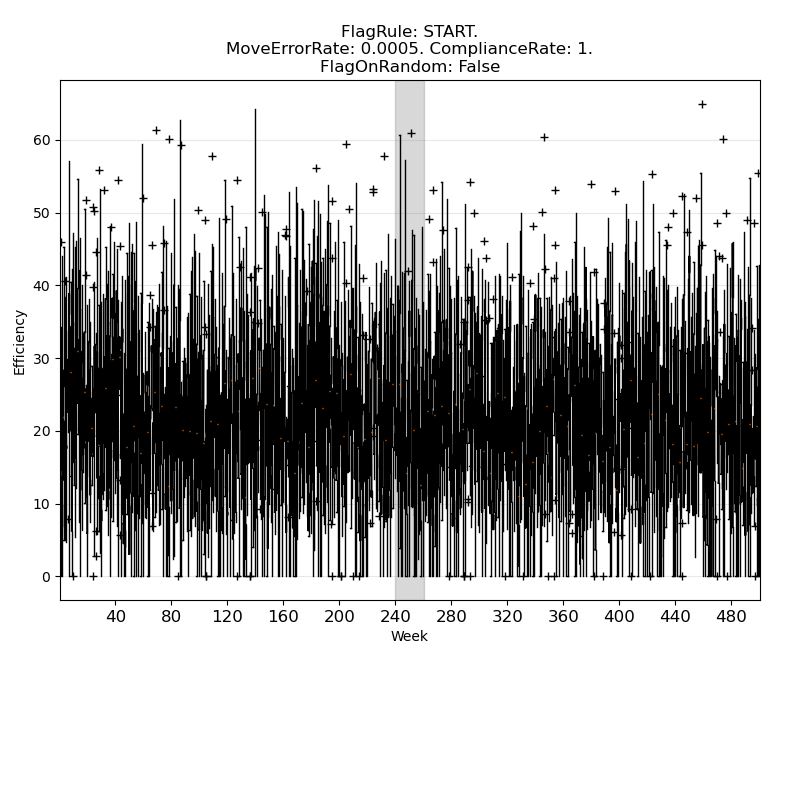 FlagRule: START.
MoveErrorRate: 0.0005. ComplianceRate: 1.
FlagOnRandom: False
60
50
40
30
20
10
0
Efficiency
40 80 120 160 200 240 280 320 360 400 440 480
Week